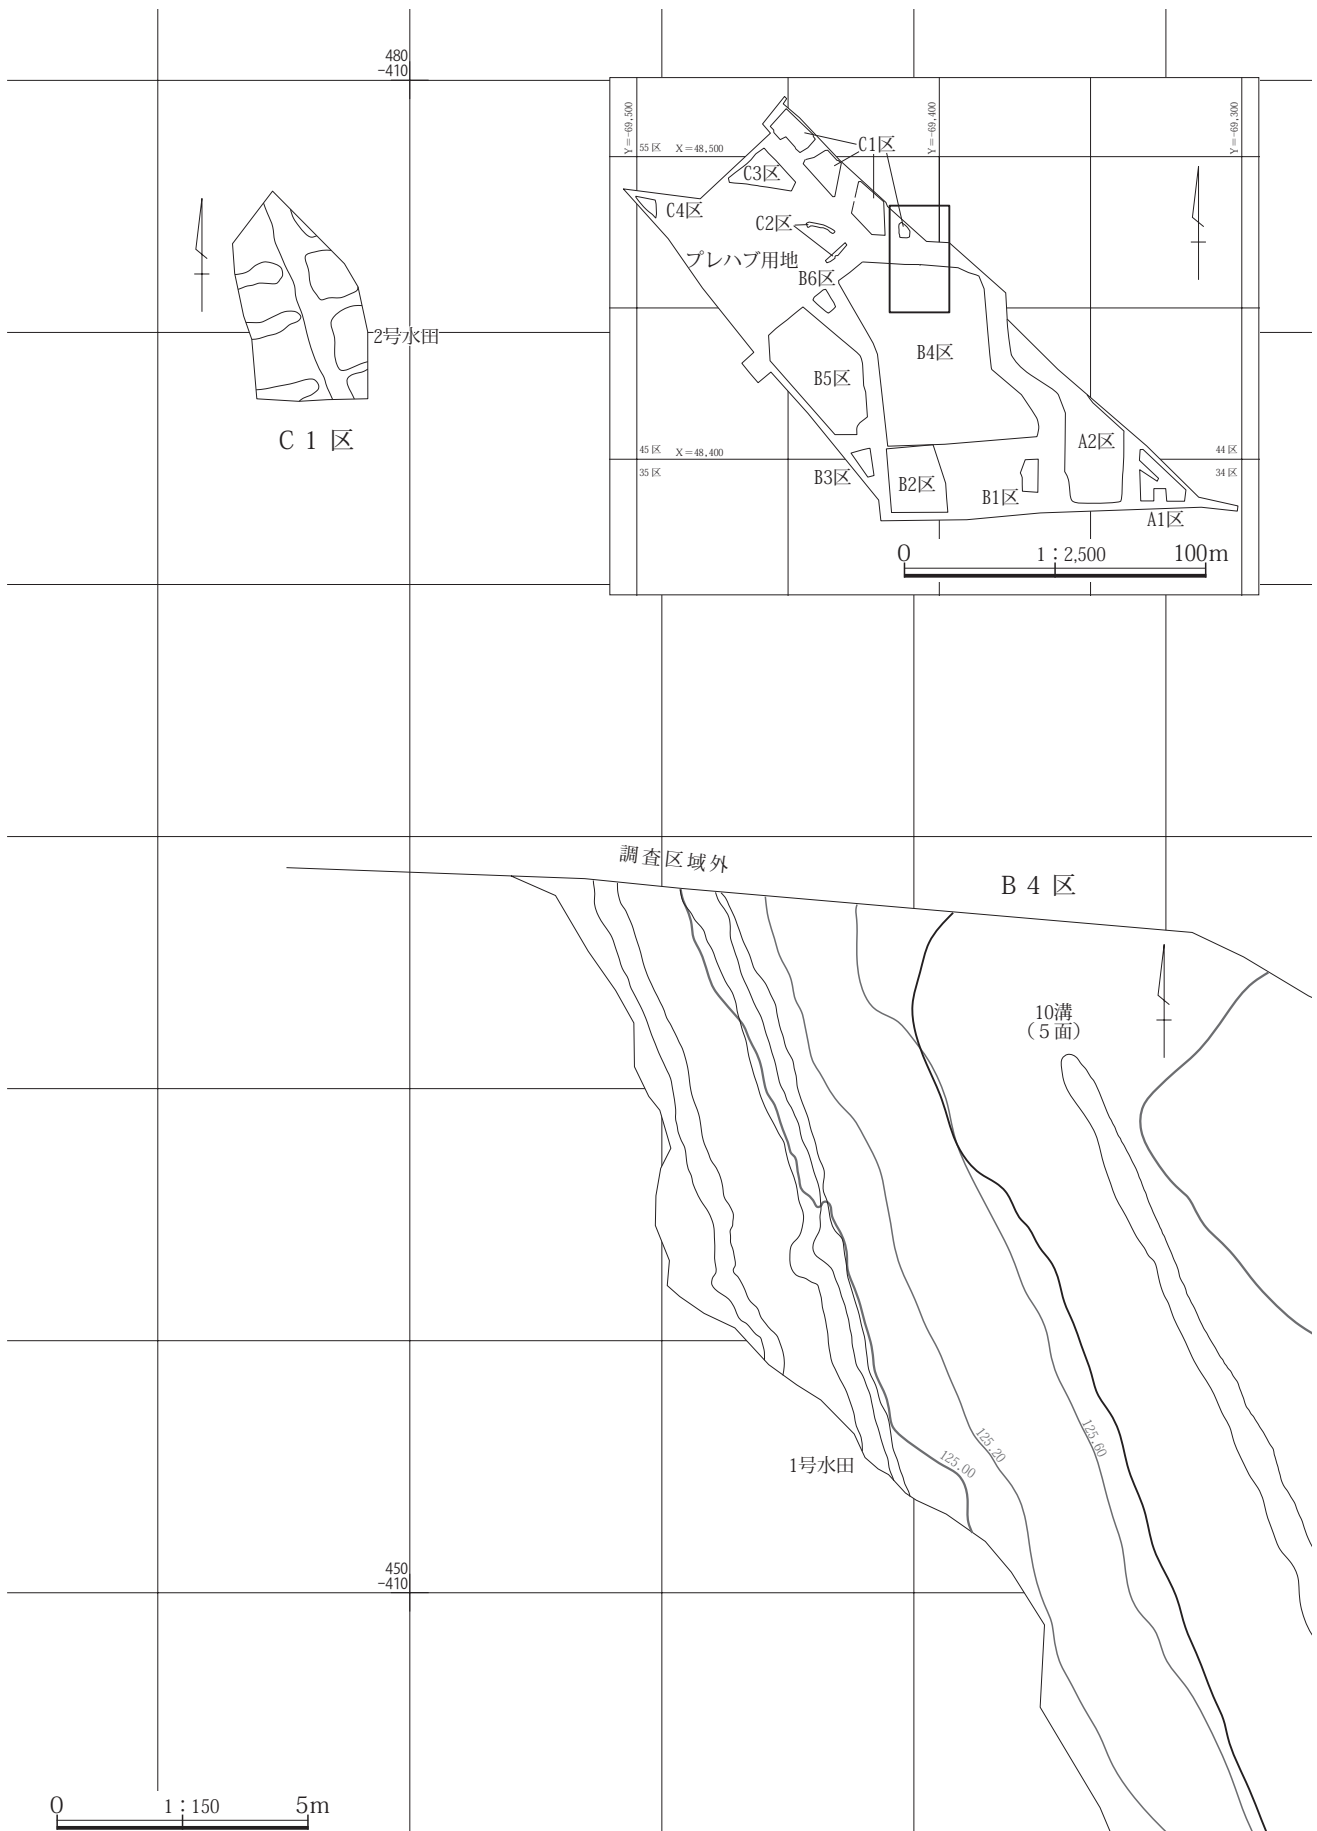 480
-410
Y=-69,500
Y=-69,400
Y=-69,300
55区 X=48,500
C1区
C3区
C4区
C2区
プレハブ用地
B6区
B4区
B5区
A2区
45区 X=48,400
44区
35区
34区
B3区
B2区
B1区
A1区
0 1：2,500 100m
2号水田
C 1 区
調査区域外
B 4 区
10溝
（5面）
125.20
125.60
125.00
1号水田
450
-410
0 1：150 5m